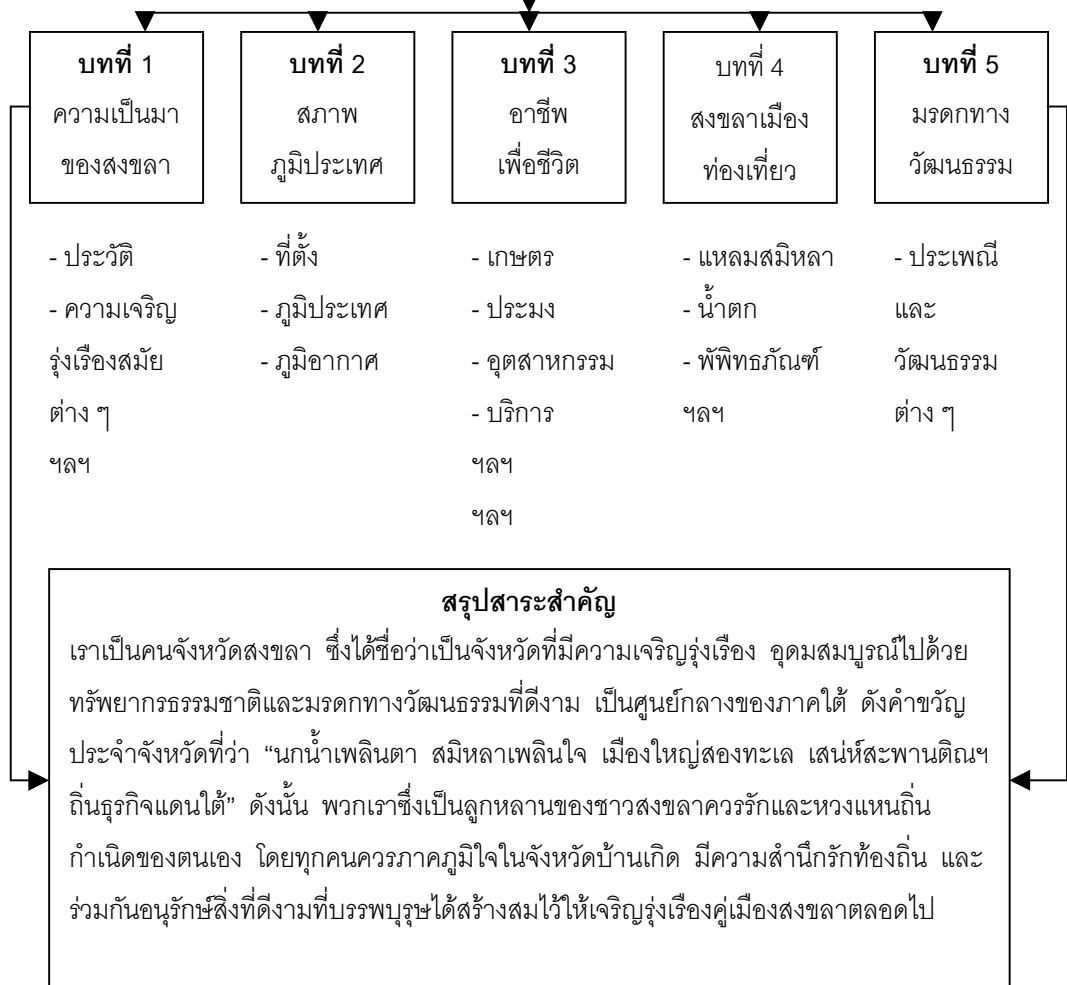 บทที่ 1
ความเป็นมา
ของสงขลา
บทที่ 2
สภาพ
ภูมิประเทศ
บทที่ 3
อาชีพ
เพื่อชีวิต
บทที่ 4
สงขลาเมือง
ท่องเที่ยว
บทที่ 5
มรดกทาง
วัฒนธรรม
- ประวัติ
- ความเจริญ
รุ่งเรืองสมัย
ต่าง ๆ
ฯลฯ
- ที่ตั้ง
- ภูมิประเทศ
- ภูมิอากาศ
- เกษตร
- ประมง
- อุตสาหกรรม
- บริการ
ฯลฯ
ฯลฯ
- แหลมสมิหลา
- น้ำตก
- พัพิทธภัณฑ์
ฯลฯ
- ประเพณี
และ
วัฒนธรรม
ต่าง ๆ
สรุปสาระสำคัญ
เราเป็นคนจังหวัดสงขลา ซึ่งได้ชื่อว่าเป็นจังหวัดที่มีความเจริญรุ่งเรือง อุดมสมบูรณ์ไปด้วย
ทรัพยากรธรรมชาติและมรดกทางวัฒนธรรมที่ดีงาม เป็นศูนย์กลางของภาคใต้ ดังคำขวัญ
ประจำจังหวัดที่ว่า “นกน้ำเพลินตา สมิหลาเพลินใจ เมืองใหญ่สองทะเล เสน่ห์สะพานติณฯ
ถิ่นธุรกิจแดนใต้” ดังนั้น พวกเราซึ่งเป็นลูกหลานของชาวสงขลาควรรักและหวงแหนถิ่น
กำเนิดของตนเอง โดยทุกคนควรภาคภูมิใจในจังหวัดบ้านเกิด มีความสำนึกรักท้องถิ่น และ
ร่วมกันอนุรักษ์สิ่งที่ดีงามที่บรรพบุรุษได้สร้างสมไว้ให้เจริญรุ่งเรืองคู่เมืองสงขลาตลอดไป